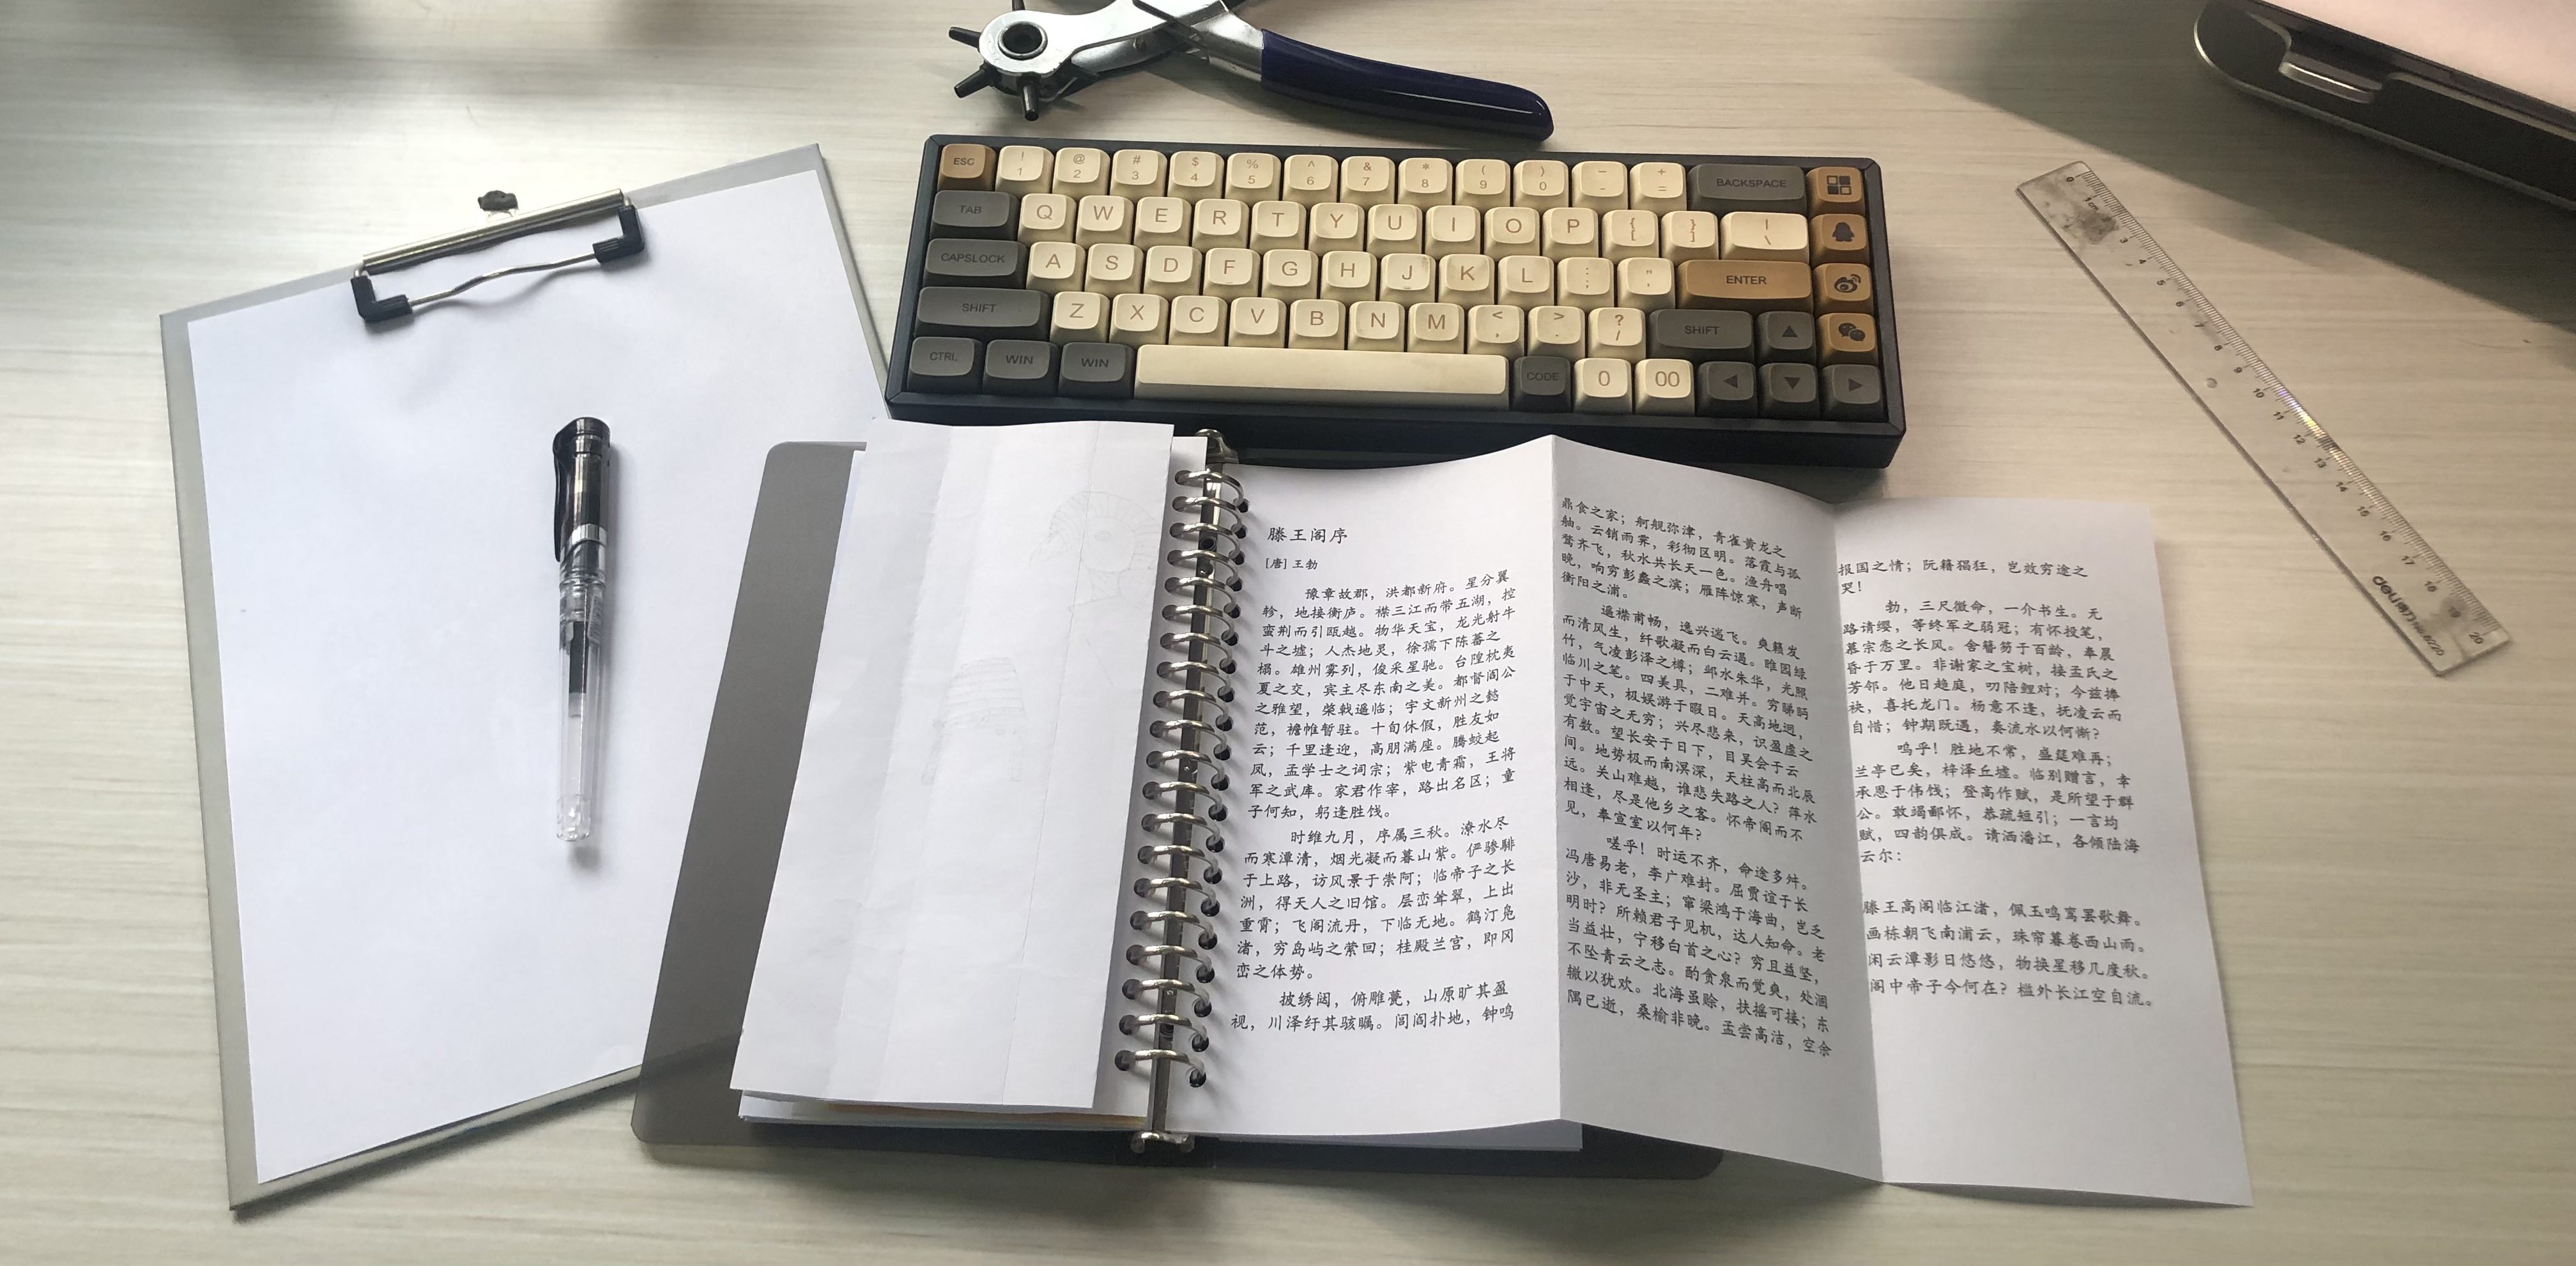 ESC ! 1 @ 2 # 3 $ 4 % 5 ^ 6 & 7 * 8 ( 9 ) 0 - - + = BACKSPACE
TAB Q W E R T Y U I O P { [ } ] | \
CAPSLOCK A S D F G H J K L : ; " ' ENTER
SHIFT Z X C V B N M < , > . ? / SHIFT
CTRL WIN WIN CODE 0 00
0 1cm 3 4 5 6 7 8 9 10 11 12 13 14 15 16 17 18 19 20
deli得力 No.6220
滕王阁序
[唐] 王勃
豫章故郡，洪都新府。星分翼
轸，地接衡庐。襟三江而带五湖，控
蛮荆而引瓯越。物华天宝，龙光射牛
斗之墟；人杰地灵，徐孺下陈蕃之
榻。雄州雾列，俊采星驰。台隍枕夷
夏之交，宾主尽东南之美。都督阎公
之雅望，棨戟遥临；宇文新州之懿
范，襜帷暂驻。十旬休假，胜友如
云；千里逢迎，高朋满座。腾蛟起
凤，孟学士之词宗；紫电青霜，王将
军之武库。家君作宰，路出名区；童
子何知，躬逢胜饯。
时维九月，序属三秋。潦水尽
而寒潭清，烟光凝而暮山紫。俨骖騑
于上路，访风景于崇阿；临帝子之长
洲，得天人之旧馆。层峦耸翠，上出
重霄；飞阁流丹，下临无地。鹤汀凫
渚，穷岛屿之萦回；桂殿兰宫，即冈
峦之体势。
披绣闼，俯雕甍，山原旷其盈
视，川泽纡其骇瞩。闾阎扑地，钟鸣
鼎食之家；舸舰弥津，青雀黄龙之
舳。云销雨霁，彩彻区明。落霞与孤
鹜齐飞，秋水共长天一色。渔舟唱
晚，响穷彭蠡之滨；雁阵惊寒，声断
衡阳之浦。
遥襟甫畅，逸兴遄飞。爽籁发
而清风生，纤歌凝而白云遏。睢园绿
竹，气凌彭泽之樽；邺水朱华，光照
临川之笔。四美具，二难并。穷睇眄
于中天，极娱游于暇日。天高地迥，
觉宇宙之无穷；兴尽悲来，识盈虚之
有数。望长安于日下，目吴会于云
间。地势极而南溟深，天柱高而北辰
远。关山难越，谁悲失路之人？萍水
相逢，尽是他乡之客。怀帝阍而不
见，奉宣室以何年？
嗟乎！时运不齐，命途多舛。
冯唐易老，李广难封。屈贾谊于长
沙，非无圣主；窜梁鸿于海曲，岂乏
明时？所赖君子见机，达人知命。老
当益壮，宁移白首之心？穷且益坚，
不坠青云之志。酌贪泉而觉爽，处涸
辙以犹欢。北海虽赊，扶摇可接；东
隅已逝，桑榆非晚。孟尝高洁，空余
报国之情；阮籍猖狂，岂效穷途之
哭！
勃，三尺微命，一介书生。无
路请缨，等终军之弱冠；有怀投笔，
慕宗悫之长风。舍簪笏于百龄，奉晨
昏于万里。非谢家之宝树，接孟氏之
芳邻。他日趋庭，叨陪鲤对；今兹捧
袂，喜托龙门。杨意不逢，抚凌云而
自惜；钟期既遇，奏流水以何惭？
呜乎！胜地不常，盛筵难再；
兰亭已矣，梓泽丘墟。临别赠言，幸
承恩于伟饯；登高作赋，是所望于群
公。敢竭鄙怀，恭疏短引；一言均
赋，四韵俱成。请洒潘江，各倾陆海
云尔：
滕王高阁临江渚，佩玉鸣鸾罢歌舞。
画栋朝飞南浦云，珠帘暮卷西山雨。
闲云潭影日悠悠，物换星移几度秋。
阁中帝子今何在？槛外长江空自流。